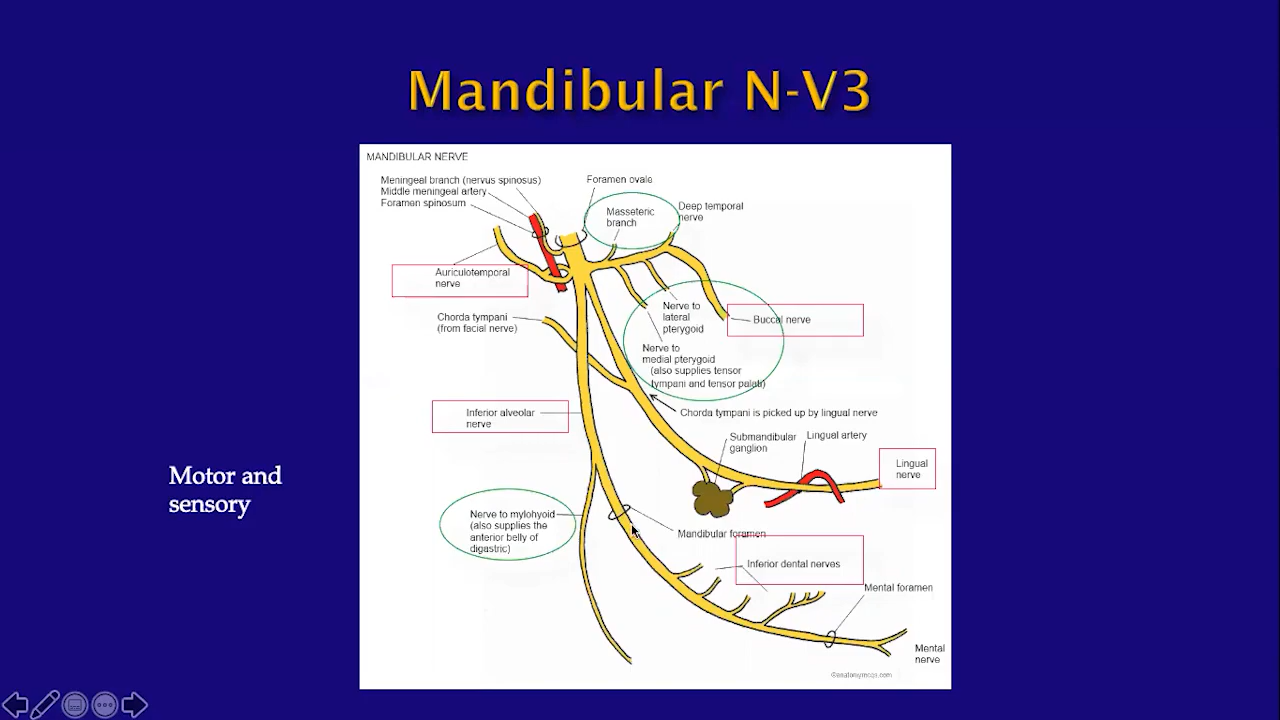 Mandibular N-V3
MANDIBULAR NERVE
Meningeal branch (nervus spinosus)
Middle meningeal artery
Foramen spinosum
Foramen ovale
Masseteric
branch
Deep temporal
nerve
Auriculotemporal
nerve
Nerve to
lateral
pterygoid
Buccal nerve
Chorda tympani
(from facial nerve)
Nerve to
medial pterygoid
(also supplies tensor
tympani and tensor palati)
Inferior alveolar
nerve
Chorda tympani is picked up by lingual nerve
Submandibular
ganglion
Lingual artery
Lingual
nerve
Motor and
sensory
Nerve to mylohyoid
(also supplies the
anterior belly of
digastric)
Mandibular foramen
Inferior dental nerves
Mental foramen
Mental
nerve
©anatomymcqs.com